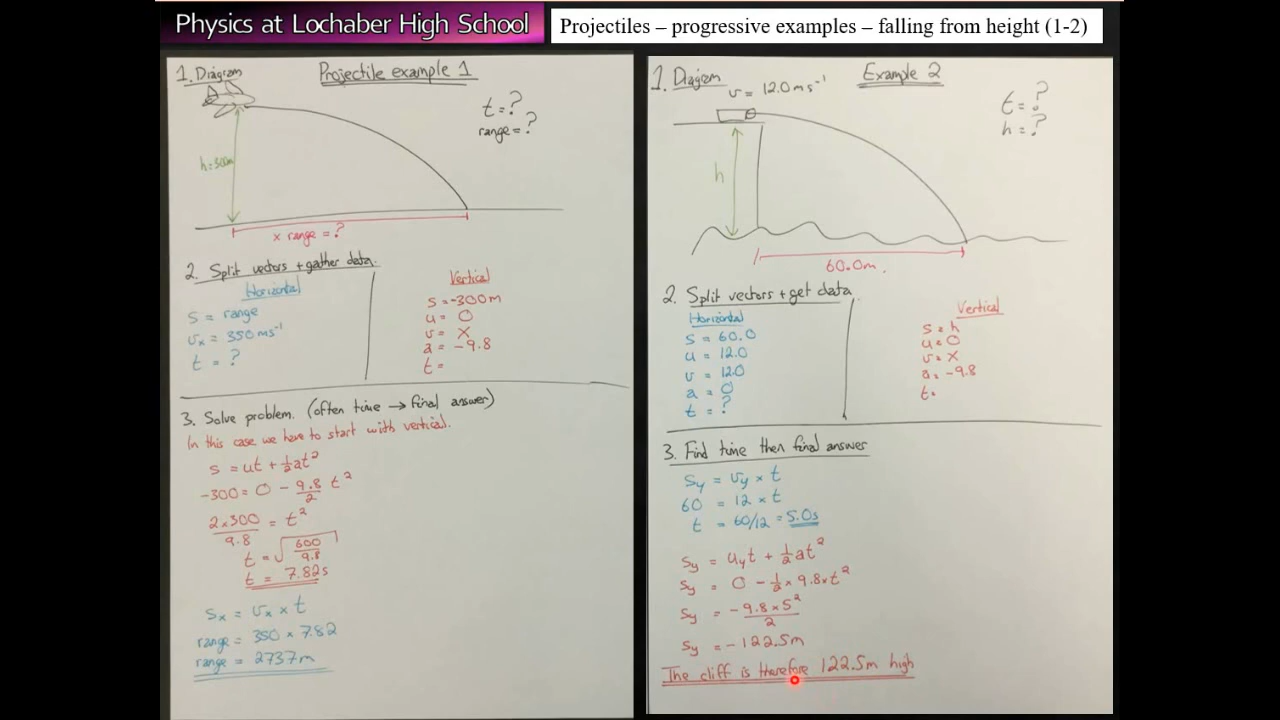 Physics at Lochaber High School
Projectiles – progressive examples – falling from height (1-2)
1. Diagram
Projectile example 1
t = ?
range = ?
h = 300m
x range = ?
2. Split vectors + gather data.
Horizontal
s = range
vₓ = 350 ms⁻¹
t = ?
Vertical
s = -300m
u = 0
v = X
a = -9.8
t =
3. Solve problem. (often time → final answer)
In this case we have to start with vertical.
s = ut + ½at²
-300 = 0 - 9.8/2 t²
2×300/9.8 = t²
t = √600/9.8
t = 7.82s
Sₓ = vₓ × t
range = 350 × 7.82
range = 2737m
1. Diagram
Example 2
v = 12.0 ms⁻¹
t = ?
h = ?
h
60.0m.
2. Split vectors + get data
Horizontal
s = 60.0
u = 12.0
v = 12.0
a = 0
t = ?
Vertical
s = h
u = 0
v = X
a = -9.8
t =
3. Find time then final answer
Sy = vy × t
60 = 12 × t
t = 60/12 = 5.0s
Sy = uyt + ½at²
Sy = 0 - ½ × 9.8 × t²
Sy = -9.8 × 5²/2
Sy = -122.5m
The cliff is therefore 122.5m high